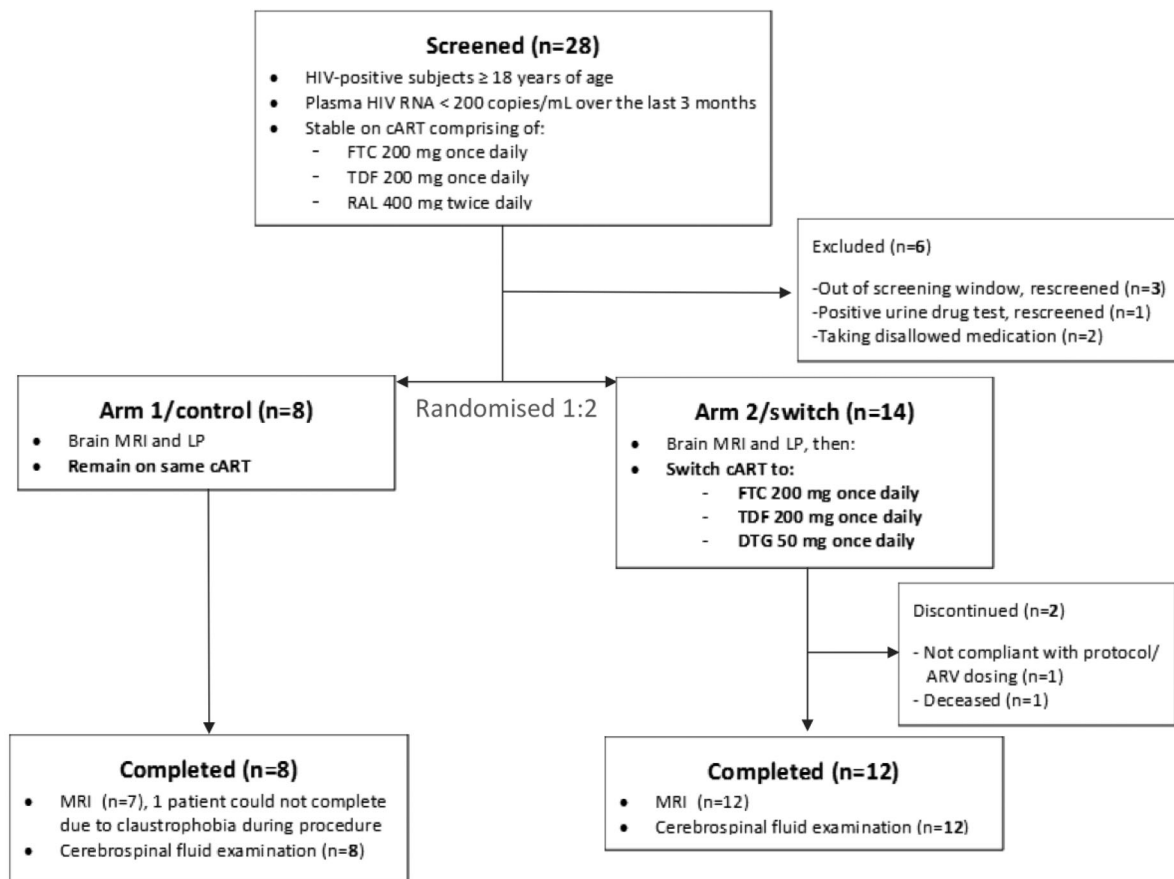 Screened (n=28)
• HIV-positive subjects ≥ 18 years of age
• Plasma HIV RNA < 200 copies/mL over the last 3 months
• Stable on cART comprising of:
- FTC 200 mg once daily
- TDF 200 mg once daily
- RAL 400 mg twice daily
Excluded (n=6)
-Out of screening window, rescreened (n=3)
-Positive urine drug test, rescreened (n=1)
-Taking disallowed medication (n=2)
Randomised 1:2
Arm 1/control (n=8)
• Brain MRI and LP
• Remain on same cART
Arm 2/switch (n=14)
• Brain MRI and LP, then:
• Switch cART to:
- FTC 200 mg once daily
- TDF 200 mg once daily
- DTG 50 mg once daily
Discontinued (n=2)
- Not compliant with protocol/
ARV dosing (n=1)
- Deceased (n=1)
Completed (n=8)
• MRI (n=7), 1 patient could not complete
due to claustrophobia during procedure
• Cerebrospinal fluid examination (n=8)
Completed (n=12)
• MRI (n=12)
• Cerebrospinal fluid examination (n=12)